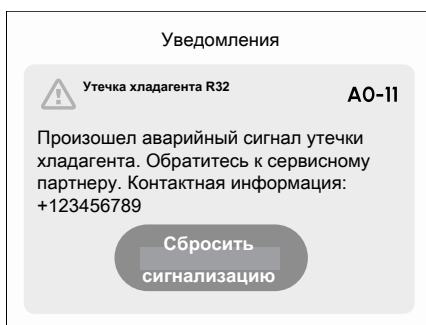 Уведомления
Утечка хладагента R32
A0-11
Произошел аварийный сигнал утечки
хладагента. Обратитесь к сервисному
партнеру. Контактная информация:
+123456789
Сбросить
сигнализацию